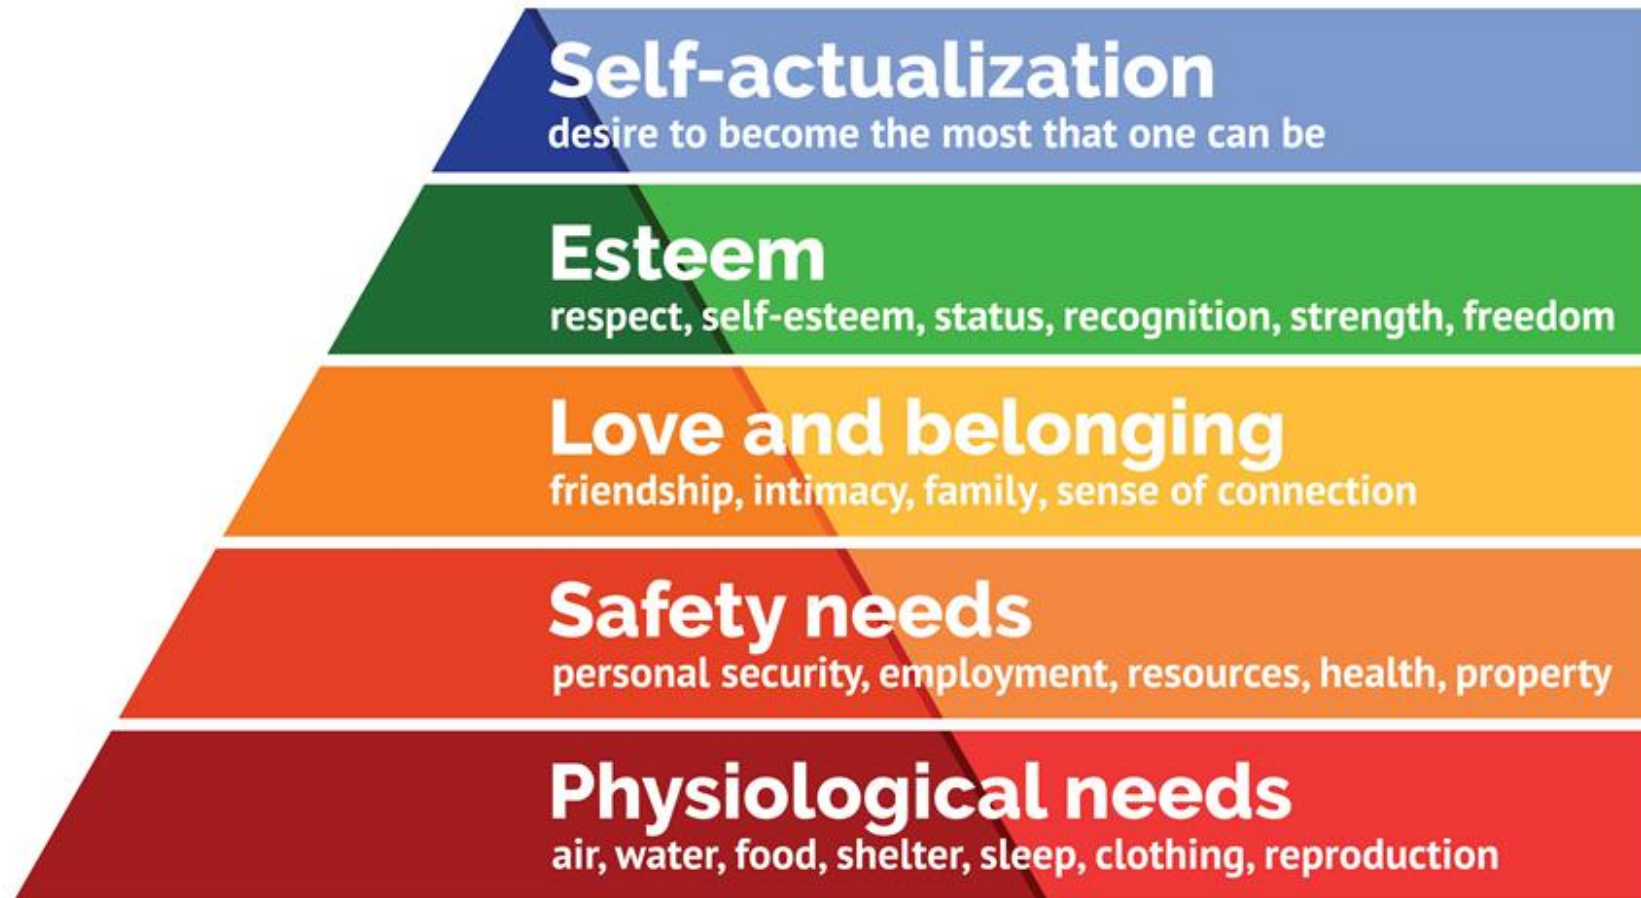 Self-actualization
desire to become the most that one can be
Esteem
respect, self-esteem, status, recognition, strength, freedom
Love and belonging
friendship, intimacy, family, sense of connection
Safety needs
personal security, employment, resources, health, property
Physiological needs
air, water, food, shelter, sleep, clothing, reproduction